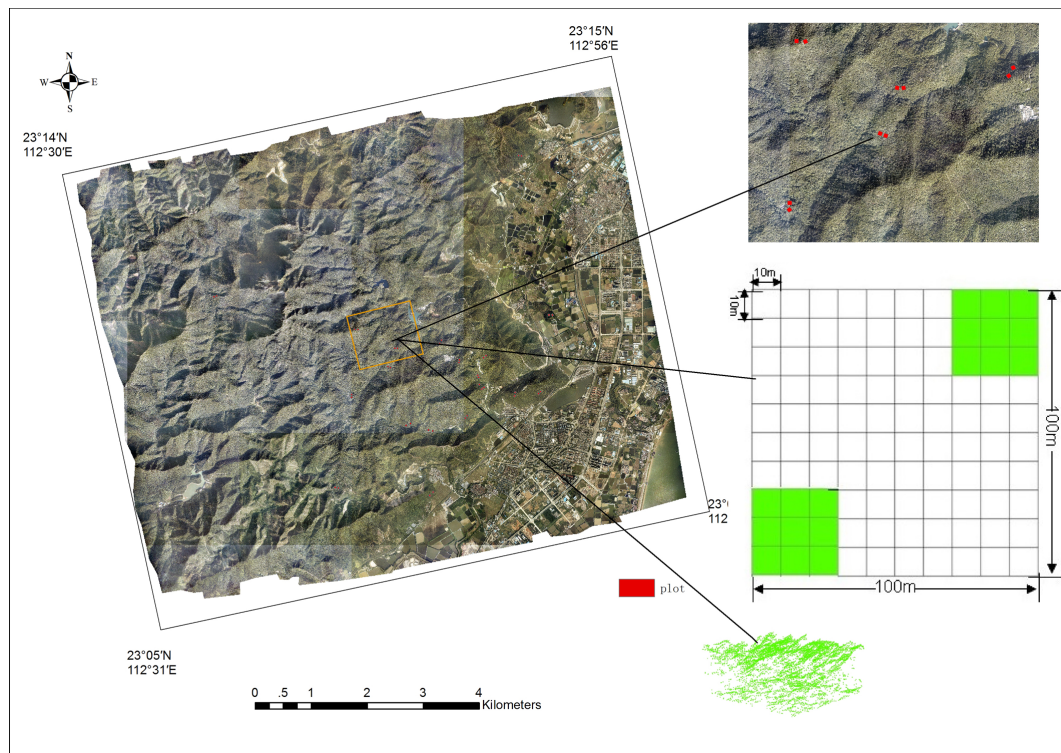 23°15′N
112°56′E
N
W
E
S
23°14′N
112°30′E
10m
10m
100m
23°
112
100m
plot
23°05′N
112°31′E
0 .5 1 2 3 4
Kilometers